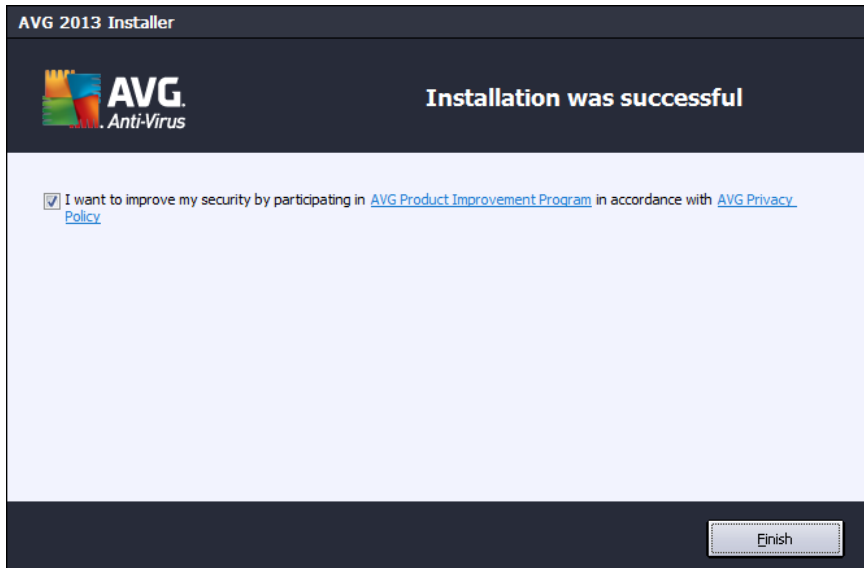 AVG 2013 Installer
AVG.
Anti-Virus
Installation was successful
I want to improve my security by participating in AVG Product Improvement Program in accordance with AVG Privacy
Policy
Finish